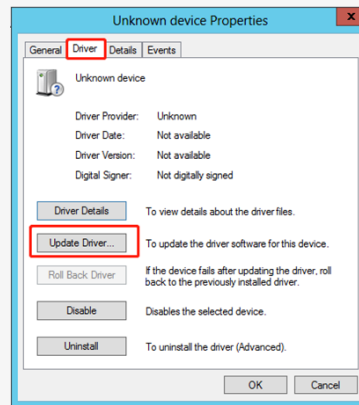 Unknown device Properties
x
General Driver Details Events
Unknown device
Driver Provider: Unknown
Driver Date: Not available
Driver Version: Not available
Digital Signer: Not digitally signed
Driver Details To view details about the driver files.
Update Driver... To update the driver software for this device.
Roll Back Driver If the device fails after updating the driver, roll
back to the previously installed driver.
Disable Disables the selected device.
Uninstall To uninstall the driver (Advanced).
OK Cancel